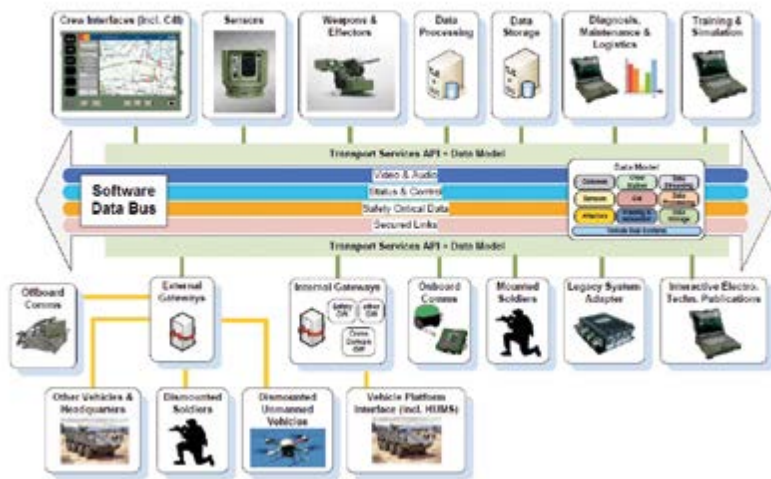 Crew Interfaces (Incl. C4I)
Sensors
Weapons &
Effectors
Data
Processing
Data
Storage
Diagnosis,
Maintenance &
Logistics
Training &
Simulation
Transport Services API + Data Model
Software
Data Bus
Video & Audio
Status & Control
Safety Critical Data
Secured Links
Data Model
Transport Services API + Data Model
Offboard
Comms
External
Gateways
Internal Gateways
Onboard
Comms
Mounted
Soldiers
Legacy System
Adapter
Interactive Electro.
Techn. Publications
Other Vehicles &
Headquarters
Dismounted
Soldiers
Dismounted
Unmanned
Vehicles
Vehicle Platform
Interface (incl. HUMS)